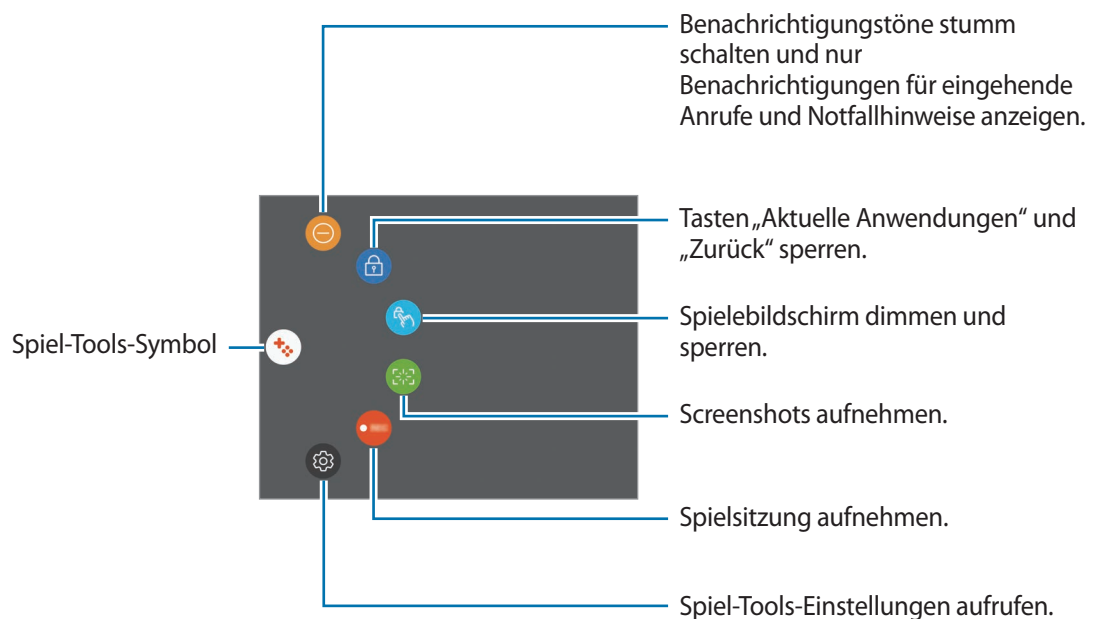 Benachrichtigungstöne stumm
schalten und nur
Benachrichtigungen für eingehende
Anrufe und Notfallhinweise anzeigen.
Tasten „Aktuelle Anwendungen“ und
„Zurück“ sperren.
Spielebildschirm dimmen und
sperren.
Spiel-Tools-Symbol
Screenshots aufnehmen.
Spielsitzung aufnehmen.
Spiel-Tools-Einstellungen aufrufen.